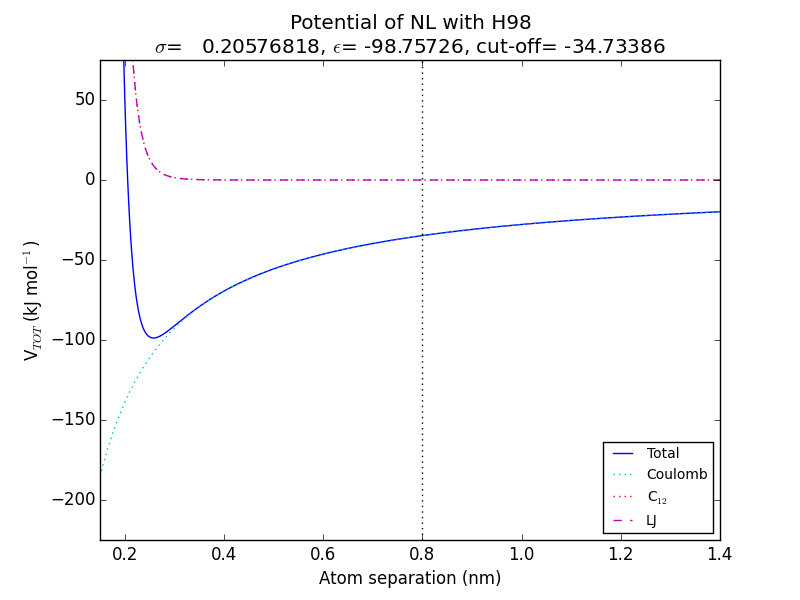 Potential of NL with H98
σ= 0.20576818, ϵ= -98.75726, cut-off= -34.73386
V_TOT (kJ mol⁻¹)
50
0
−50
−100
−150
−200
0.2 0.4 0.6 0.8 1.0 1.2 1.4
Atom separation (nm)
Total
Coulomb
C₁₂
LJ